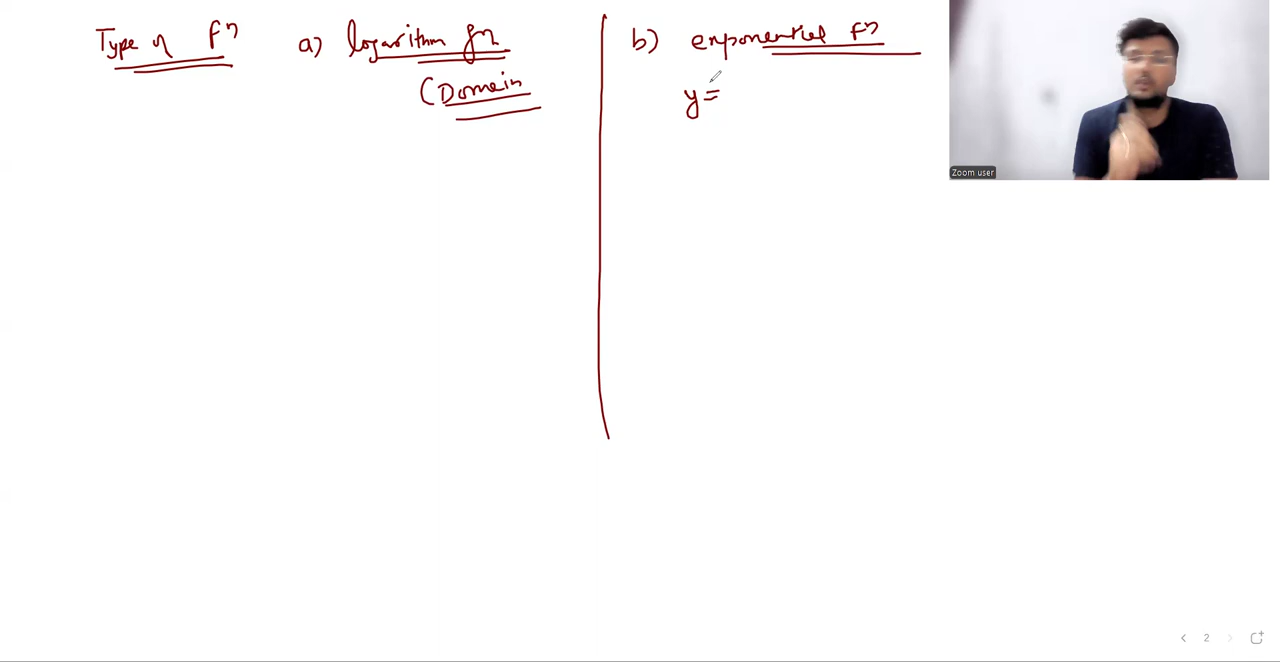 Type of Fn
a) logarithm fn
(Domain
b) exponential Fn
y=
Zoom user
2